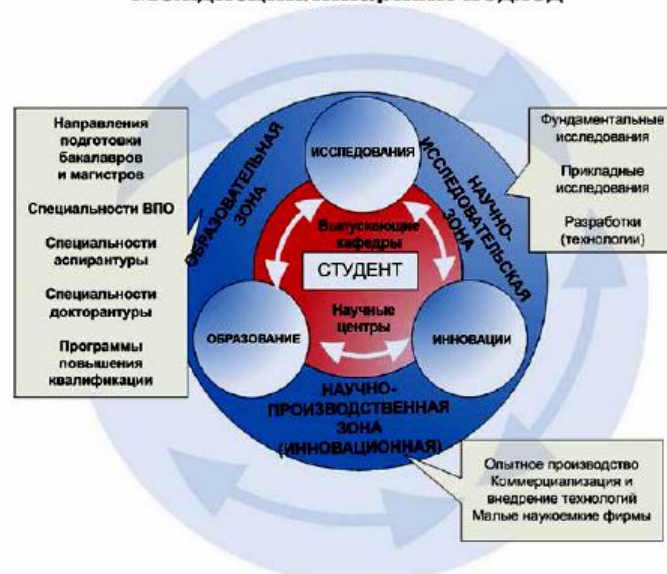 Направления
подготовки
бакалавров
и магистров
Специальности ВПО
Специальности
аспирантуры
Специальности
докторантуры
Программы
повышения
квалификации
ОБРАЗОВАТЕЛЬНАЯ
ЗОНА
ИССЛЕДОВАНИЯ
НАУЧНО-
ИССЛЕДОВАТЕЛЬСКАЯ
ЗОНА
Фундаментальные
исследования
Прикладные
исследования
Разработки
(технологии)
Выпускающие
кафедры
СТУДЕНТ
Научные
центры
ОБРАЗОВАНИЕ
ИННОВАЦИИ
НАУЧНО-
ПРОИЗВОДСТВЕННАЯ
ЗОНА
(ИННОВАЦИОННАЯ)
Опытное производство
Коммерциализация и
внедрение технологий
Малые наукоемкие фирмы